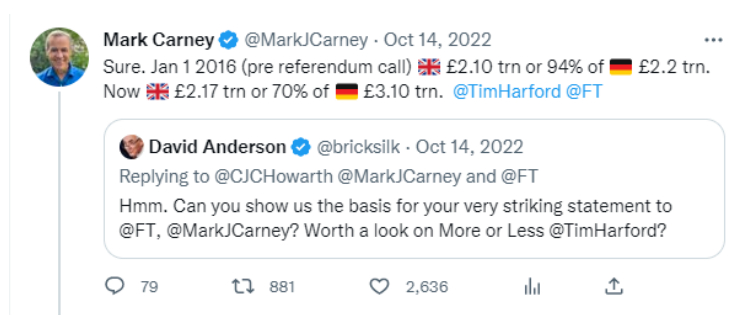 Mark Carney @MarkJCarney · Oct 14, 2022
Sure. Jan 1 2016 (pre referendum call) 🇬🇧 £2.10 trn or 94% of 🇩🇪 £2.2 trn.
Now 🇬🇧 £2.17 trn or 70% of 🇩🇪 £3.10 trn. @TimHarford @FT
David Anderson @bricksilk · Oct 14, 2022
Replying to @CJCHowarth @MarkJCarney and @FT
Hmm. Can you show us the basis for your very striking statement to
@FT, @MarkJCarney? Worth a look on More or Less @TimHarford?
79 881 2,636